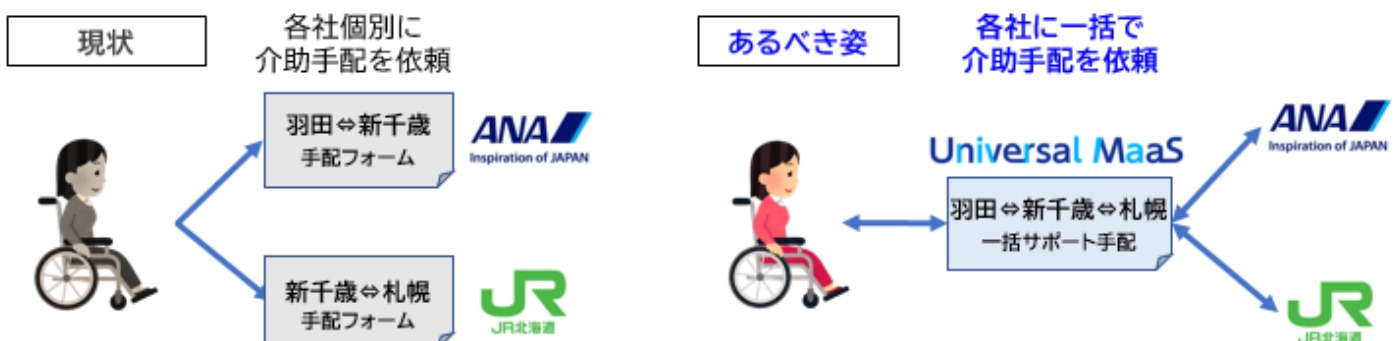 現状
各社個別に
介助手配を依頼
羽田⇔新千歳
手配フォーム
ANA
Inspiration of JAPAN
新千歳⇔札幌
手配フォーム
JR
JR北海道
あるべき姿
各社に一括で
介助手配を依頼
Universal MaaS
羽田⇔新千歳⇔札幌
一括サポート手配
ANA
Inspiration of JAPAN
JR
JR北海道